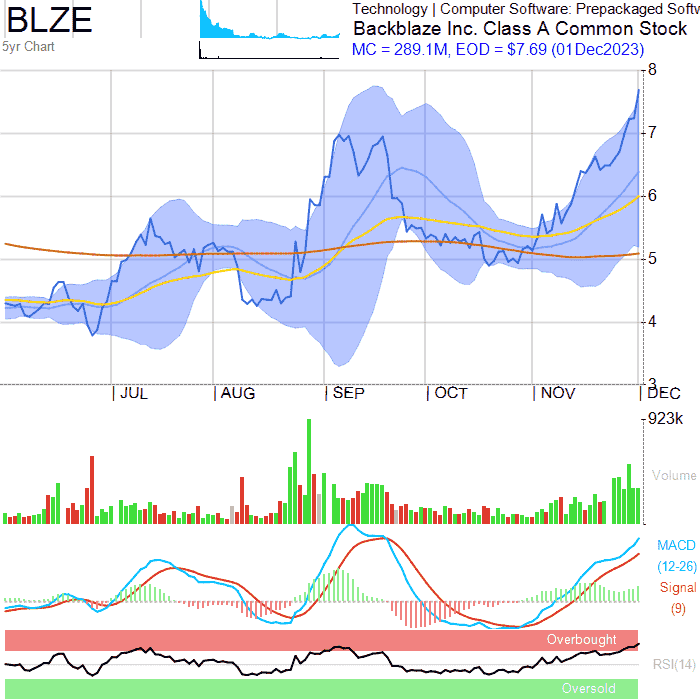 BLZE
5yr Chart
Technology | Computer Software: Prepackaged Softw
Backblaze Inc. Class A Common Stock
MC = 289.1M, EOD = $7.69 (01Dec2023)
8
7
6
5
4
3
JUL AUG SEP OCT NOV DEC
923k
Volume
MACD
(12-26)
Signal
(9)
Overbought
RSI(14)
Oversold